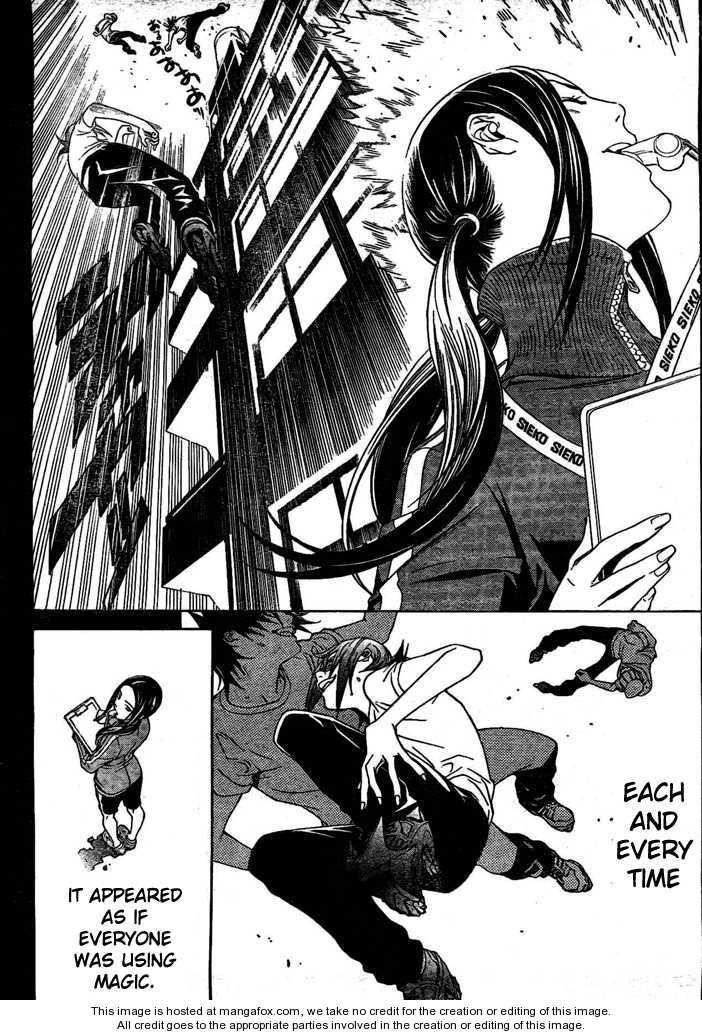 SIEKO SIEKO
KO SIEKO SIEKO
EACH
AND
EVERY
TIME
IT APPEARED
AS IF
EVERYONE
WAS USING
MAGIC.
This image is hosted at mangafox.com, we take no credit for the creation or editing of this image.
All credit goes to the appropriate parties involved in the creation or editing of this image.